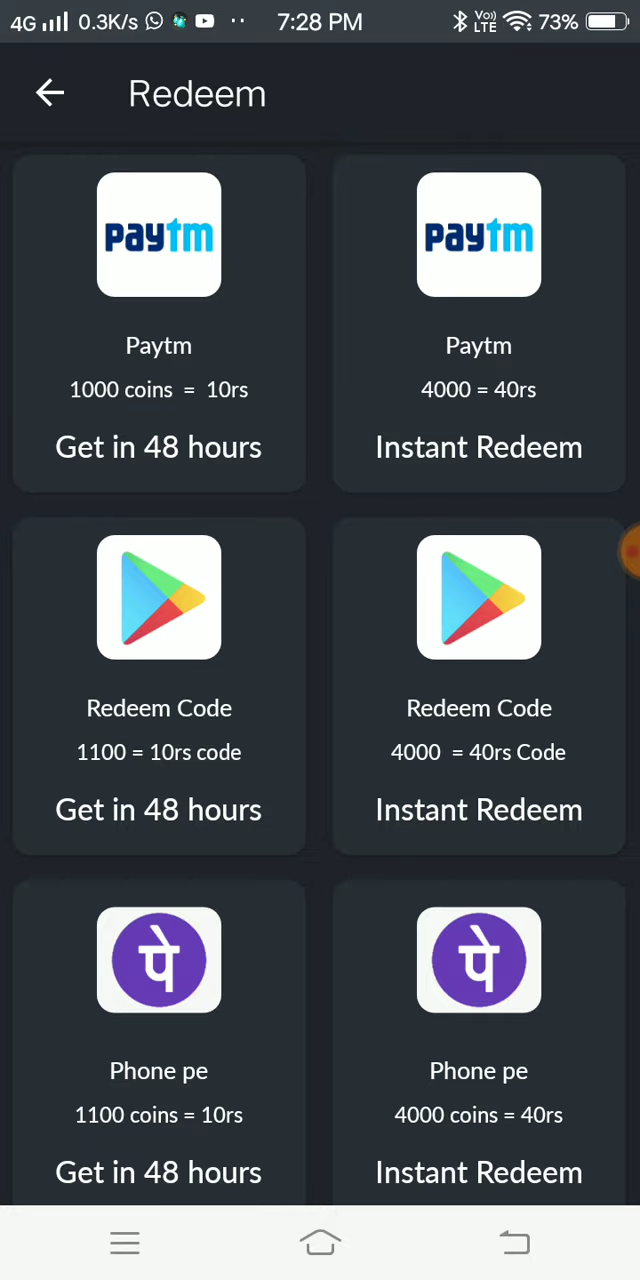 4G 0.3K/s 7:28 PM Vo) LTE 73%
Redeem
paytm paytm
Paytm Paytm
1000 coins = 10rs 4000 = 40rs
Get in 48 hours Instant Redeem
Redeem Code Redeem Code
1100 = 10rs code 4000 = 40rs Code
Get in 48 hours Instant Redeem
पे पे
Phone pe Phone pe
1100 coins = 10rs 4000 coins = 40rs
Get in 48 hours Instant Redeem